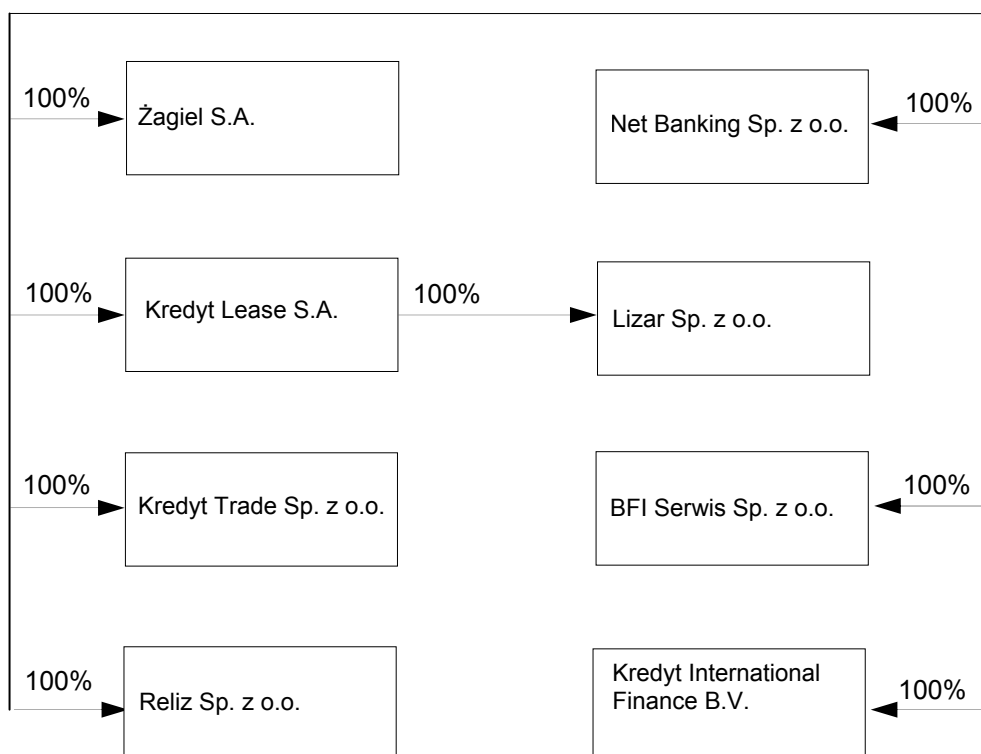 100%
Żagiel S.A.
Net Banking Sp. z o.o.
100%
100%
Kredyt Lease S.A.
100%
Lizar Sp. z o.o.
100%
Kredyt Trade Sp. z o.o.
BFI Serwis Sp. z o.o.
100%
100%
Reliz Sp. z o.o.
Kredyt International
Finance B.V.
100%